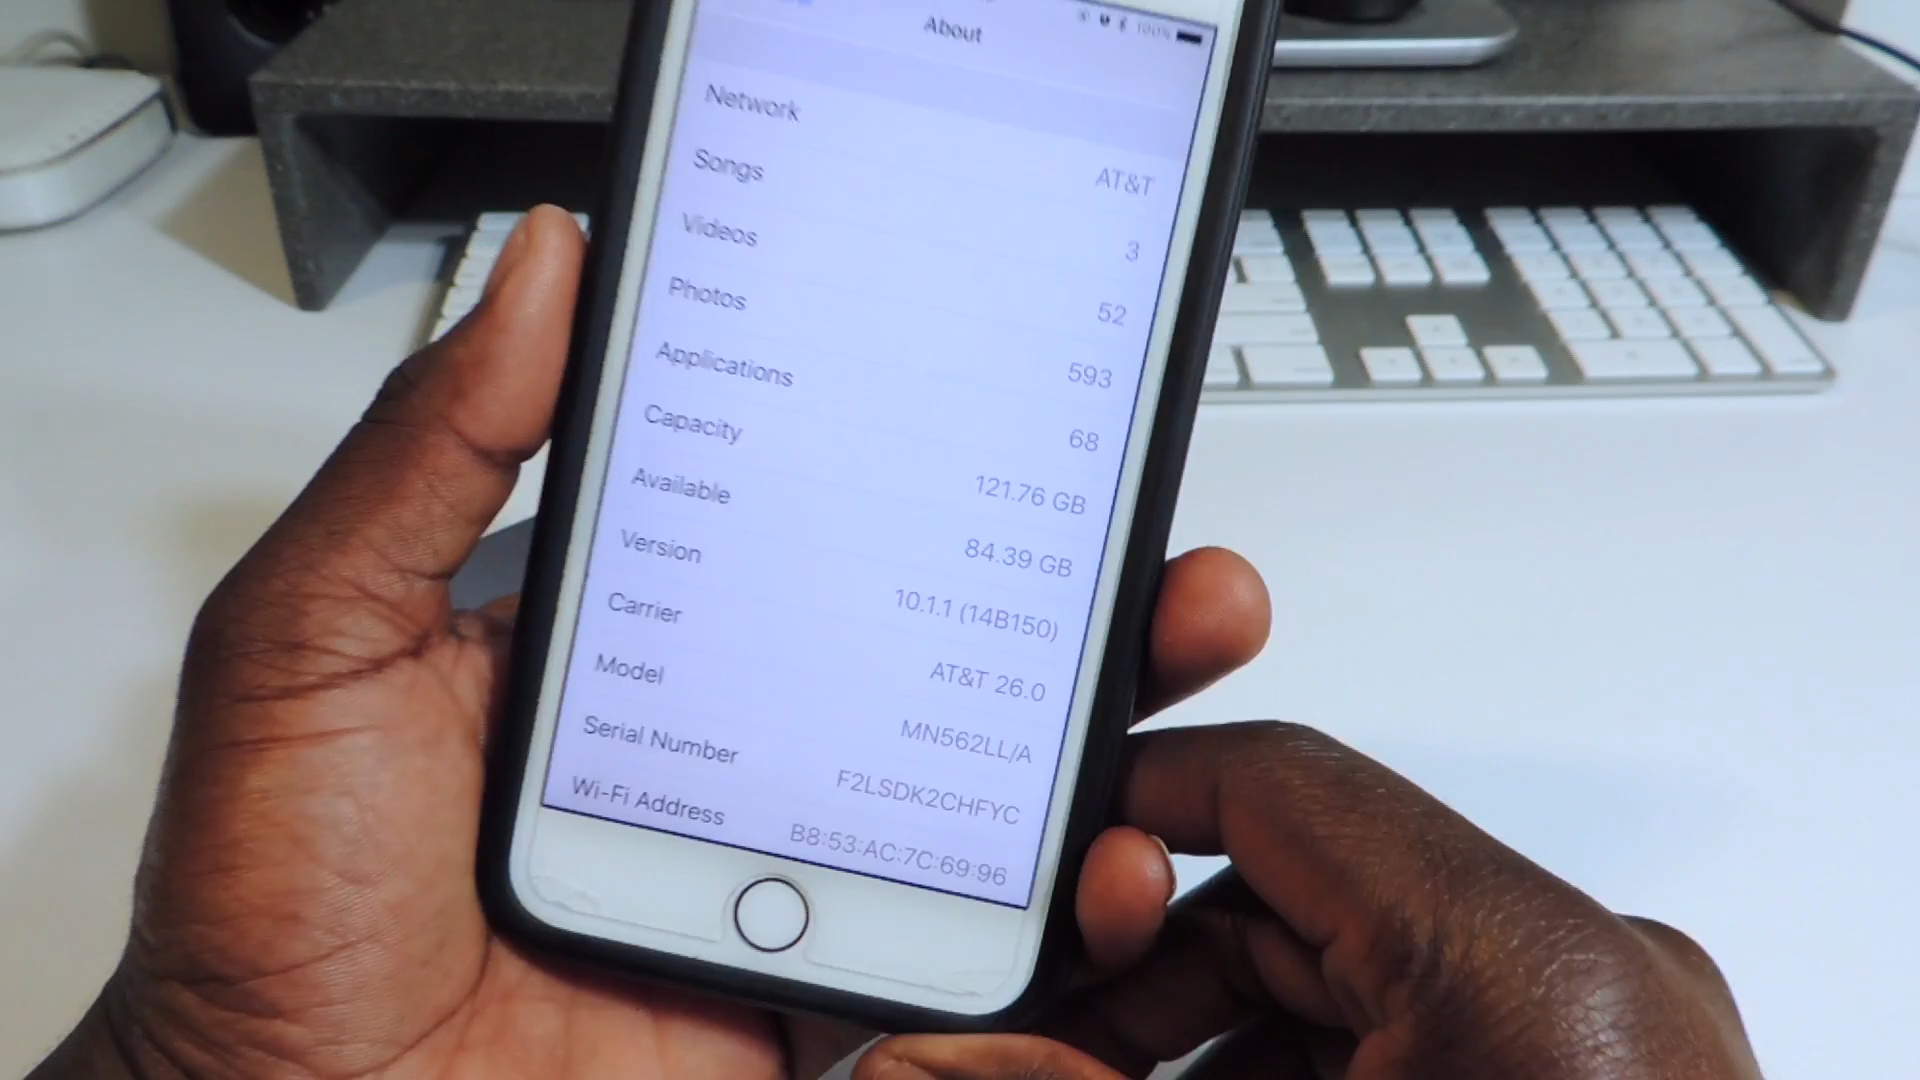 100%
About
Network AT&T
Songs 3
Videos 52
Photos 593
Applications 68
Capacity 121.76 GB
Available 84.39 GB
Version 10.1.1 (14B150)
Carrier AT&T 26.0
Model MN562LL/A
Serial Number F2LSDK2CHFYC
Wi-Fi Address B8:53:AC:7C:69:96